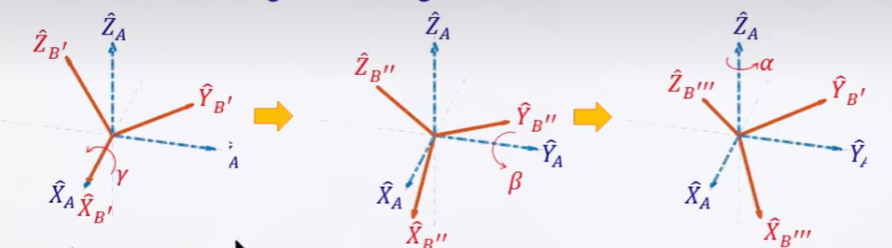 Ẑ_B′ Ẑ_A Ŷ_B′ A X̂_A X̂_B′ γ
Ẑ_B″ Ẑ_A Ŷ_B″ Ŷ_A X̂_A X̂_B″ β
Ẑ_B‴ Ẑ_A α Ŷ_B′ Ŷ_A X̂_A X̂_B‴